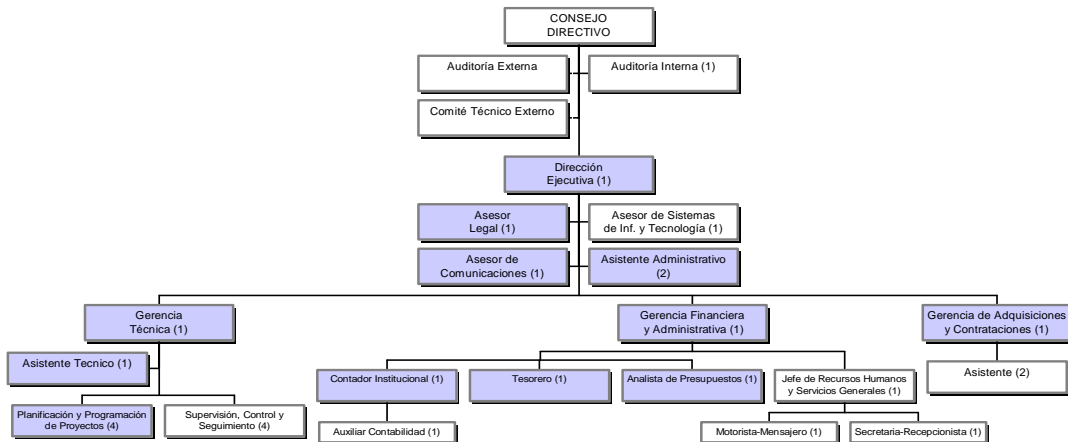 CONSEJO
DIRECTIVO
Auditoría Externa
Auditoría Interna (1)
Comité Técnico Externo
Dirección
Ejecutiva (1)
Asesor
Legal (1)
Asesor de Sistemas
de Inf. y Tecnología (1)
Asesor de
Comunicaciones (1)
Asistente Administrativo
(2)
Gerencia
Técnica (1)
Gerencia Financiera
y Administrativa (1)
Gerencia de Adquisiciones
y Contrataciones (1)
Asistente Tecnico (1)
Contador Institucional (1)
Tesorero (1)
Analista de Presupuestos (1)
Jefe de Recursos Humanos
y Servicios Generales
(1)
Asistente (2)
Planificación y Programación
de Proyectos (4)
Supervisión, Control y
Seguimiento (4)
Auxiliar Contabilidad (1)
Motorista-Mensajero (1)
Secretaria-Recepcionista (1)